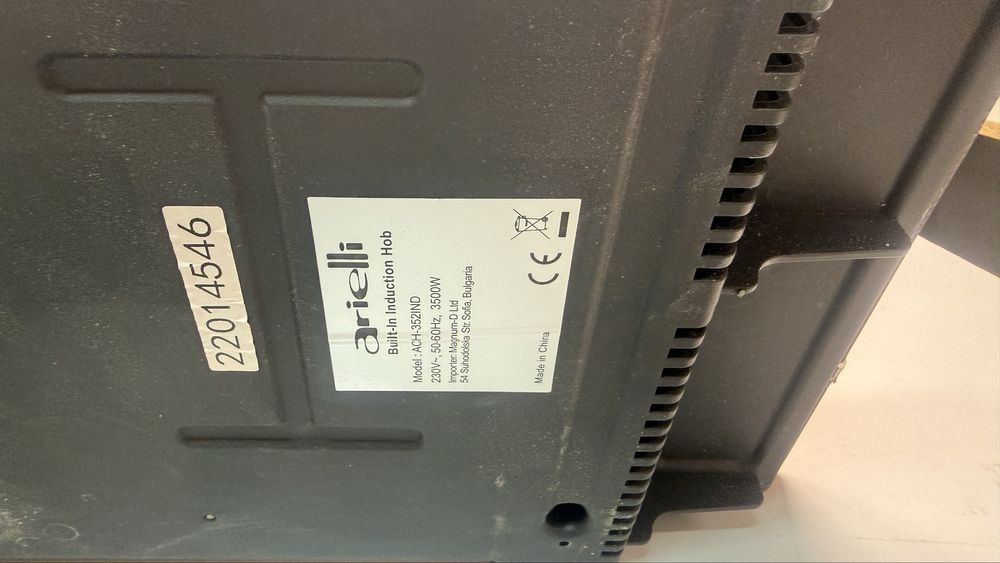 22014546
arielli
Built-In Induction Hob
Model: ACH-352IND
230V~, 50-60Hz, 3500W
Importer: Magnum-D Ltd
54 Suhodolska Str. Sofia, Bulgaria
CE
Made in China